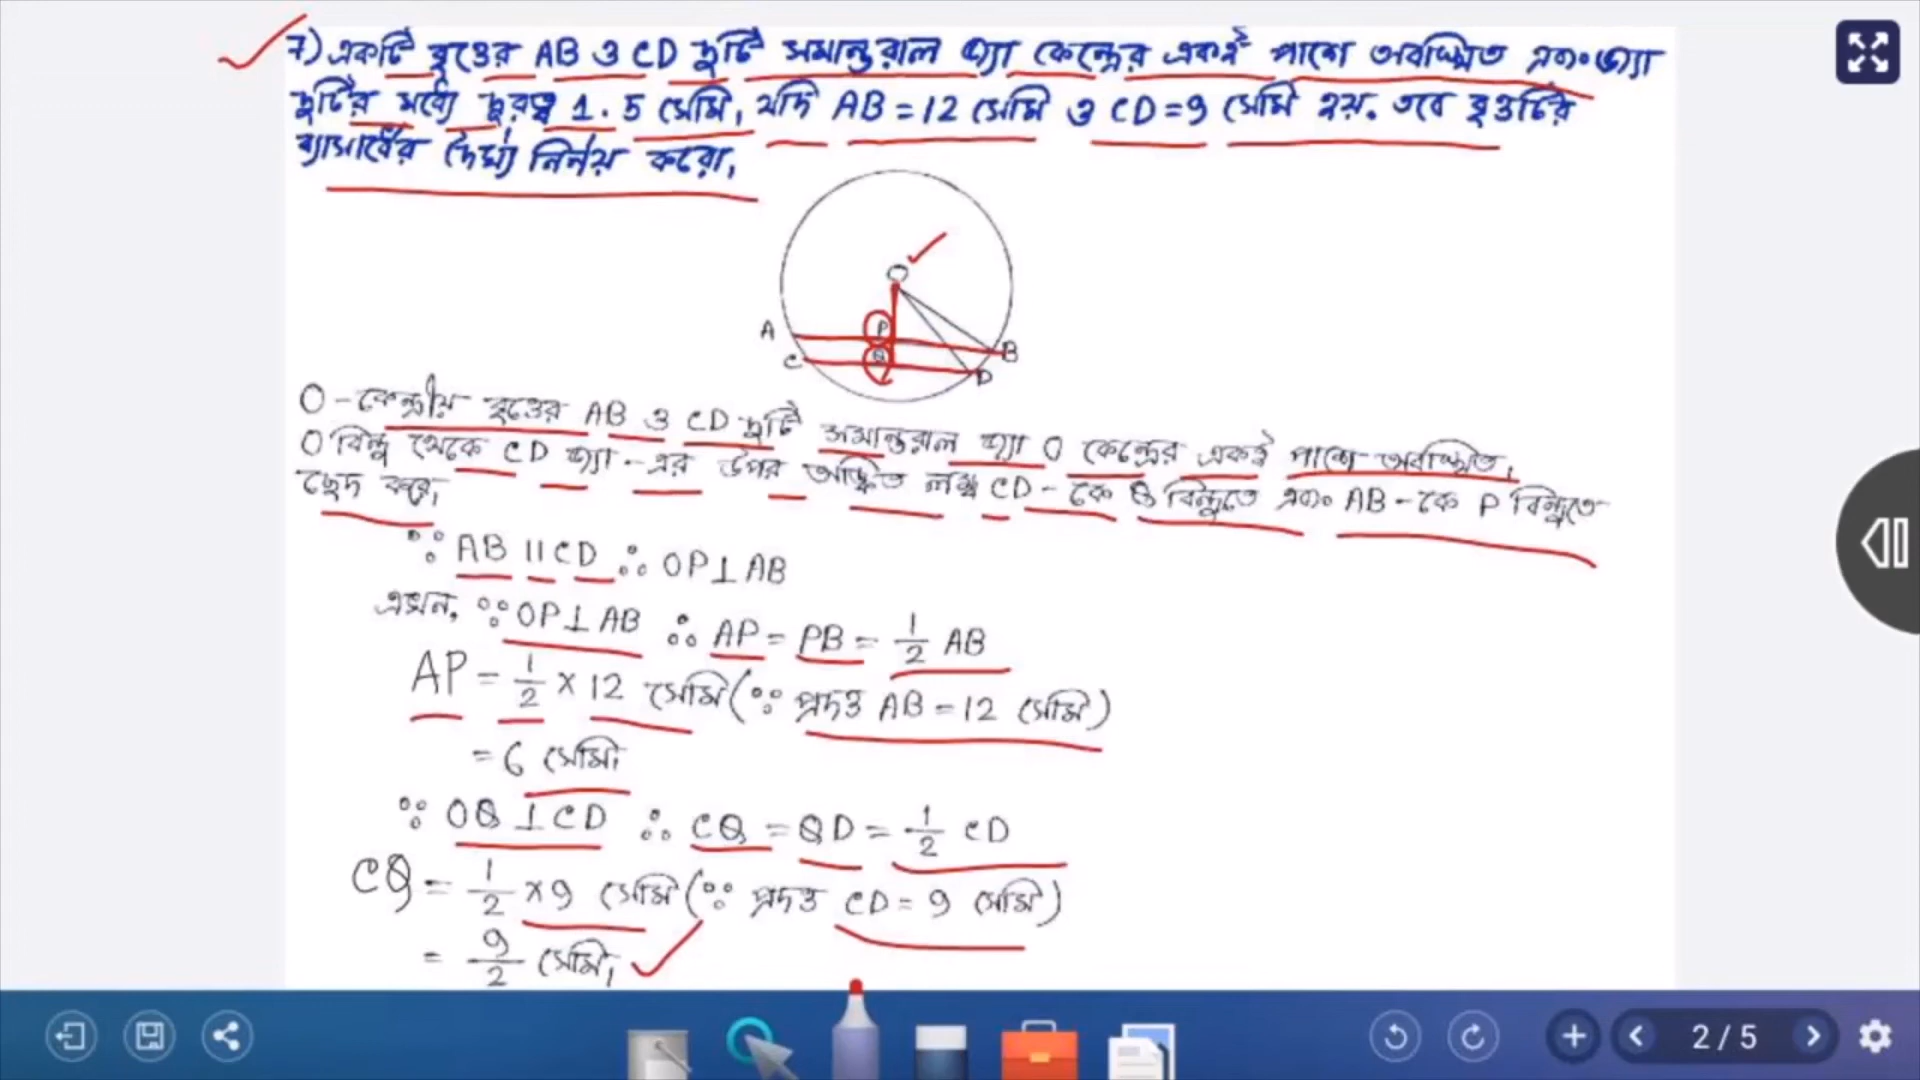 7) একটি বৃত্তের AB ও CD দুটি সমান্তরাল জ্যা কেন্দ্রের একই পাশে অবস্থিত এবং জ্যা
দুটির মধ্যে দূরত্ব 1.5 সেমি, যদি AB = 12 সেমি ও CD = 9 সেমি হয়. তবে বৃত্তটির
ব্যাসার্ধের দৈর্ঘ্য নির্ণয় করো,
O
A
P
B
C
Q
D
O-কেন্দ্রীয় বৃত্তের AB ও CD দুটি সমান্তরাল জ্যা O কেন্দ্রের একই পাশে অবস্থিত,
O বিন্দু থেকে CD জ্যা-এর উপর অঙ্কিত লম্ব CD-কে Q বিন্দুতে এবং AB-কে P বিন্দুতে
ছেদ করে,
∵ AB || CD ∴ OP ⊥ AB
এখন, ∵ OP ⊥ AB ∴ AP = PB = 1/2 AB
AP = 1/2 × 12 সেমি (∵ প্রদত্ত AB = 12 সেমি)
= 6 সেমি,
∵ OQ ⊥ CD ∴ CQ = QD = 1/2 CD
CQ = 1/2 × 9 সেমি (∵ প্রদত্ত CD = 9 সেমি)
= 9/2 সেমি,
2 / 5